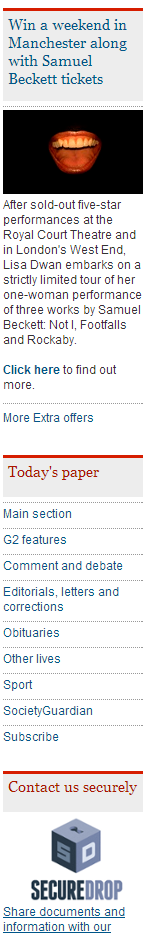 Win a weekend in
Manchester along
with Samuel
Beckett tickets
After sold-out five-star
performances at the
Royal Court Theatre and
in London's West End,
Lisa Dwan embarks on a
strictly limited tour of her
one-woman performance
of three works by Samuel
Beckett: Not I, Footfalls
and Rockaby.
Click here to find out
more.
More Extra offers
Today's paper
Main section
G2 features
Comment and debate
Editorials, letters and
corrections
Obituaries
Other lives
Sport
SocietyGuardian
Subscribe
Contact us securely
SD
SECUREDROP
Share documents and
information with our